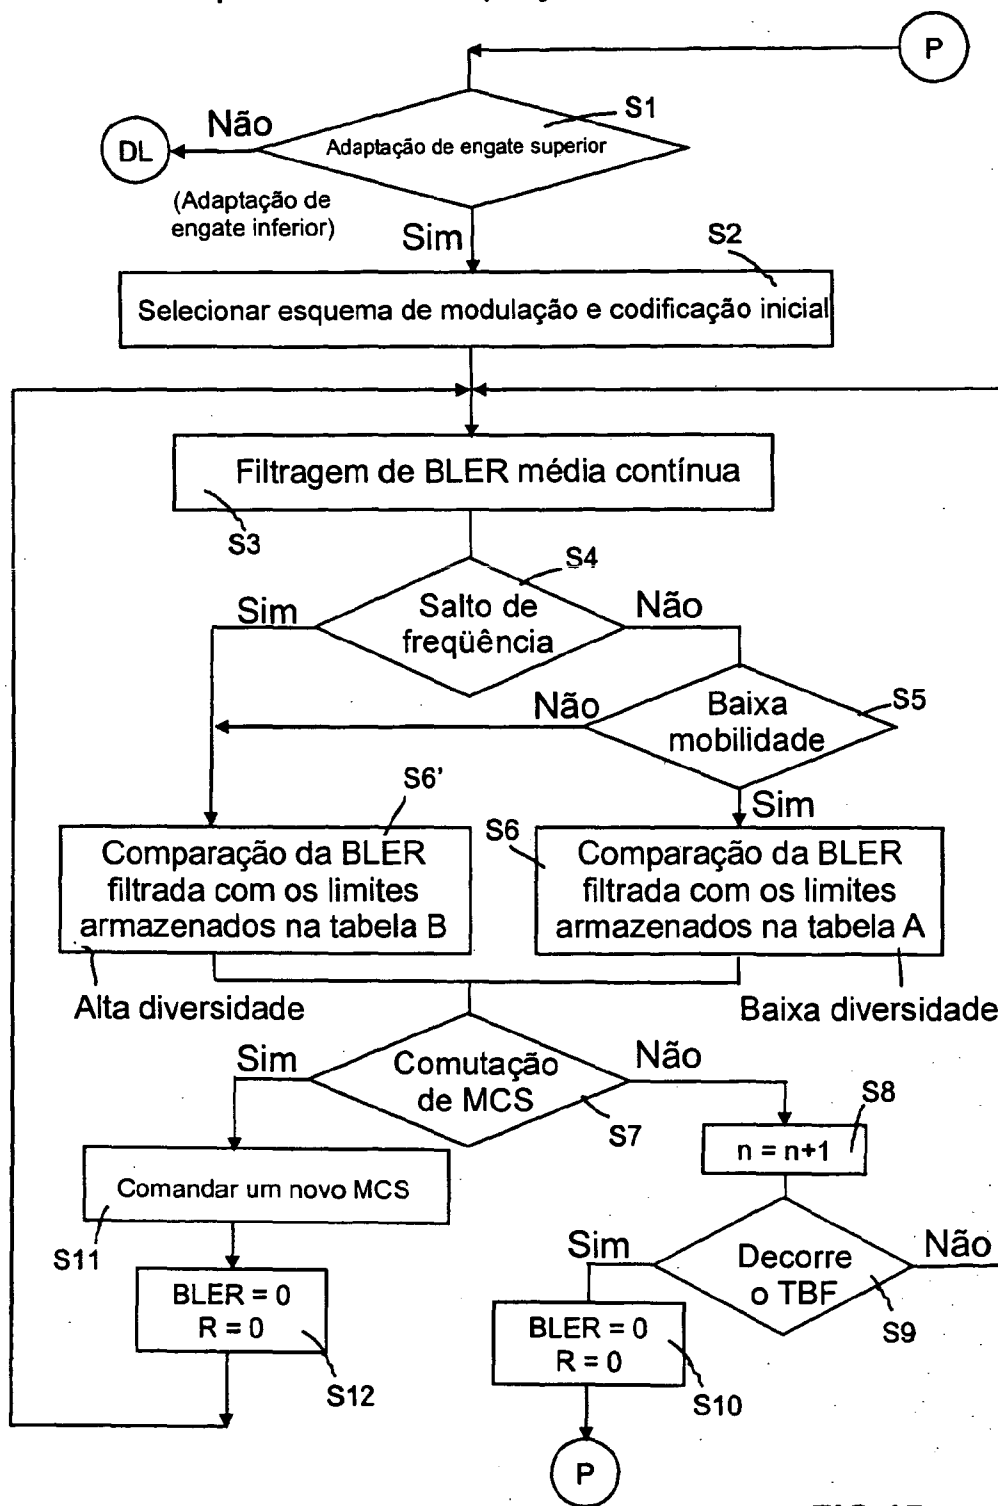 P
S1
Não
DL
Adaptação de engate superior
(Adaptação de
engate inferior)
Sim
S2
Selecionar esquema de modulação e codificação inicial
Filtragem de BLER média contínua
S3
S4
Sim
Salto de
freqüência
Não
Não
Baixa
mobilidade
S5
S6'
Sim
S6
Comparação da BLER
filtrada com os limites
armazenados na tabela B
Comparação da BLER
filtrada com os limites
armazenados na tabela A
Alta diversidade
Baixa diversidade
Sim
Comutação
de MCS
Não
S7
S8
n = n+1
Comandar um novo MCS
S11
Sim
Decorre
o TBF
Não
S9
BLER = 0
R = 0
S12
BLER = 0
R = 0
S10
P